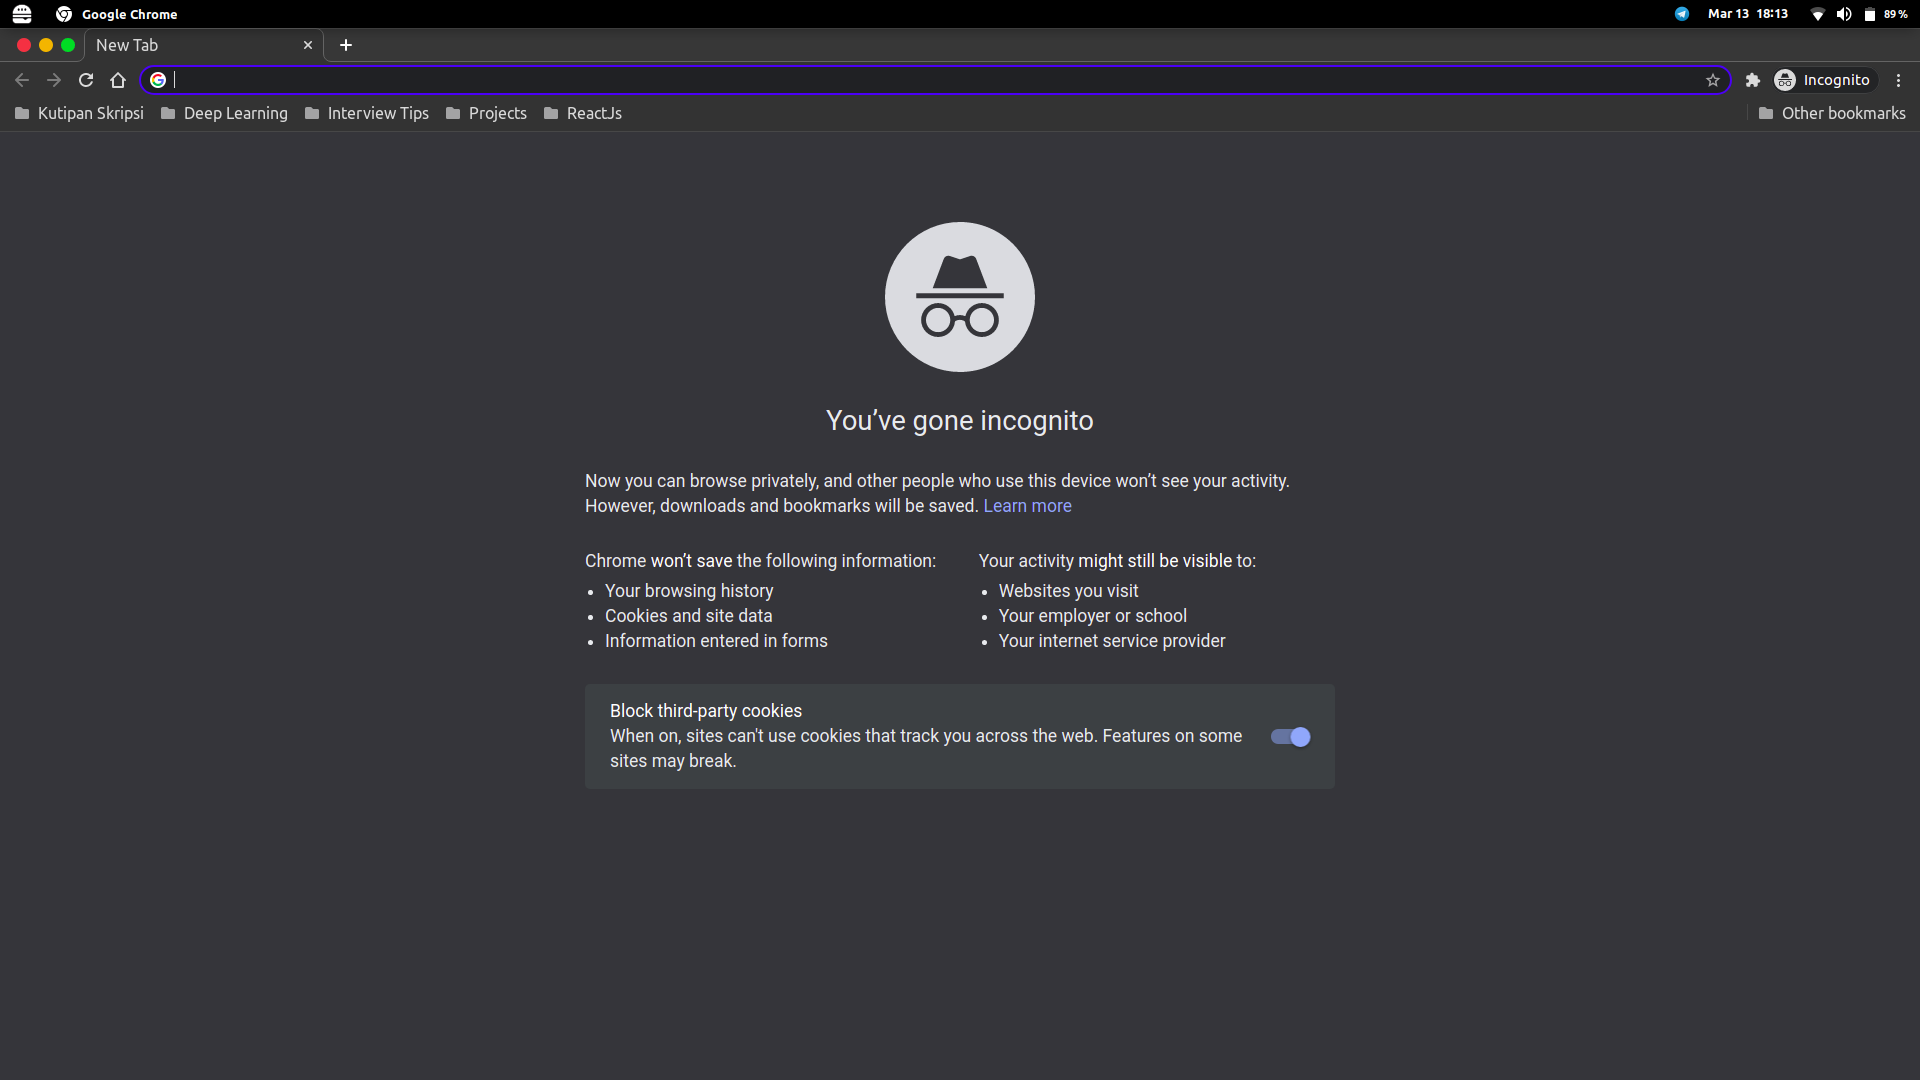 Google Chrome
Mar 13 18:13
89 %
New Tab
Incognito
Kutipan Skripsi
Deep Learning
Interview Tips
Projects
ReactJs
Other bookmarks
You’ve gone incognito
Now you can browse privately, and other people who use this device won’t see your activity.
However, downloads and bookmarks will be saved. Learn more
Chrome won’t save the following information:
Your browsing history
Cookies and site data
Information entered in forms
Your activity might still be visible to:
Websites you visit
Your employer or school
Your internet service provider
Block third-party cookies
When on, sites can't use cookies that track you across the web. Features on some
sites may break.